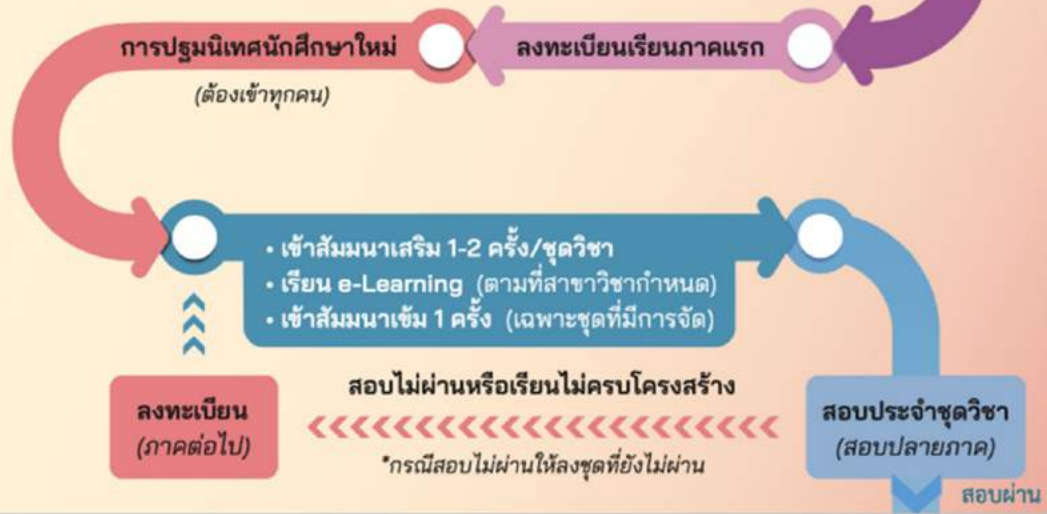 ลงทะเบียนเรียนภาคแรก
การปฐมนิเทศนักศึกษาใหม่
(ต้องเข้าทุกคน)
• เข้าสัมมนาเสริม 1-2 ครั้ง/ชุดวิชา
• เรียน e-Learning (ตามที่สาขาวิชากำหนด)
• เข้าสัมมนาเข้ม 1 ครั้ง (เฉพาะชุดที่มีการจัด)
สอบประจำชุดวิชา
(สอบปลายภาค)
สอบผ่าน
สอบไม่ผ่านหรือเรียนไม่ครบโครงสร้าง
*กรณีสอบไม่ผ่านให้ลงชุดที่ยังไม่ผ่าน
ลงทะเบียน
(ภาคต่อไป)